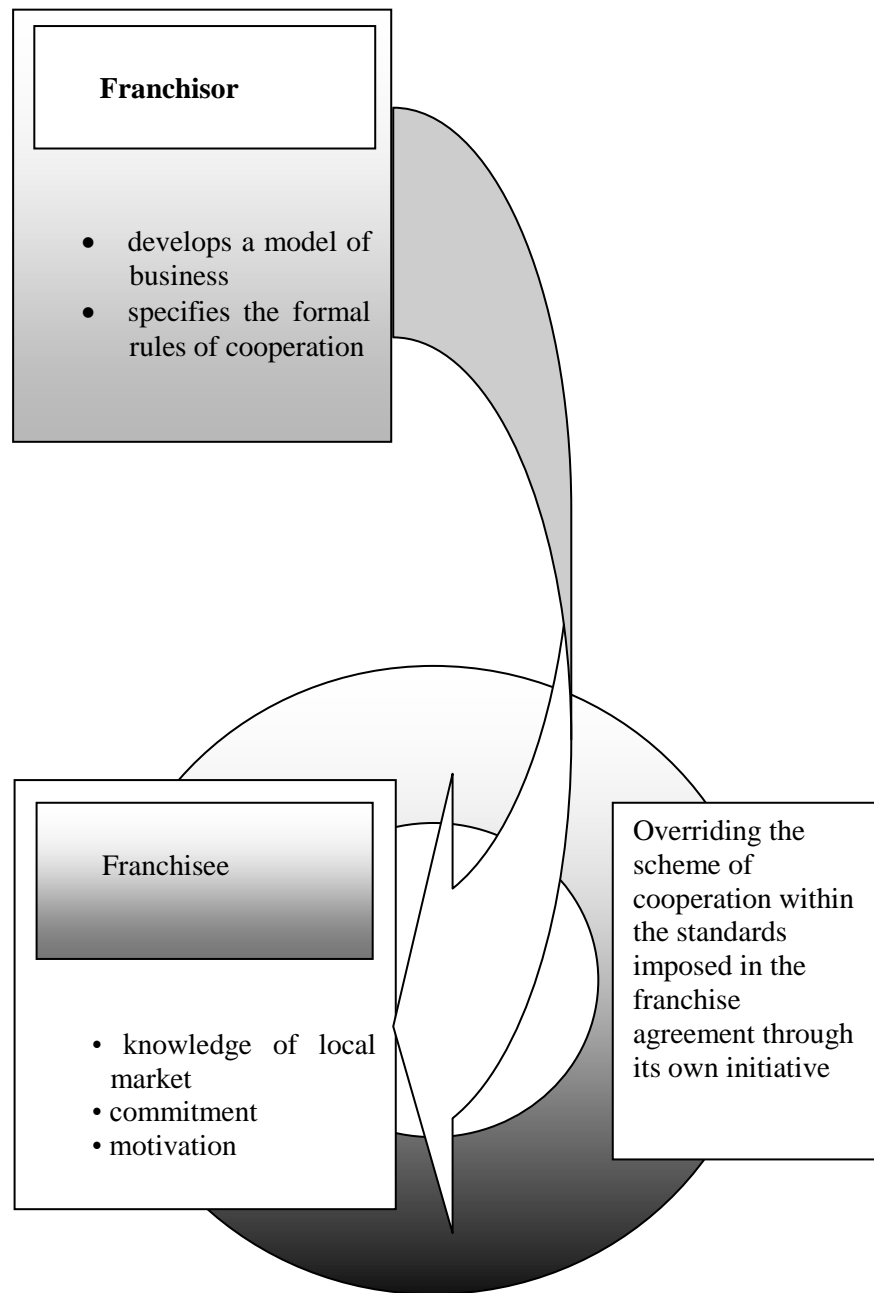 Franchisor
• develops a model of
business
• specifies the formal
rules of cooperation
Franchisee
• knowledge of local
market
• commitment
• motivation
Overriding the
scheme of
cooperation within
the standards
imposed in the
franchise
agreement through
its own initiative